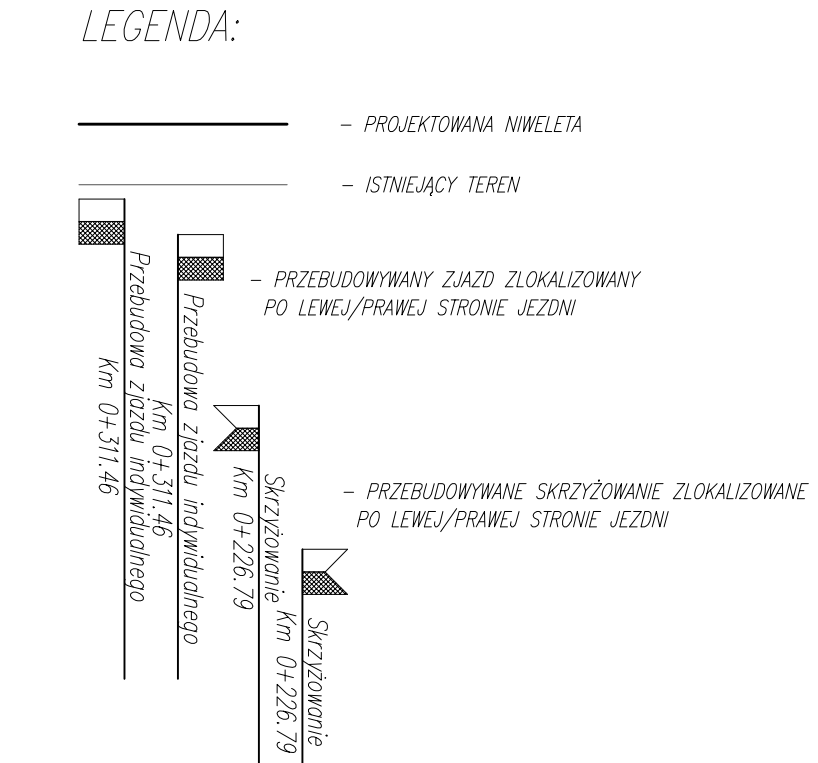 LEGENDA:
- PROJEKTOWANA NIWELETA
- ISTNIEJĄCY TEREN
Przebudowa zjazdu indywidualnego
Km 0+311.46
Przebudowa zjazdu indywidualnego
Km 0+311.46
- PRZEBUDOWYWANY ZJAZD ZLOKALIZOWANY
PO LEWEJ/PRAWEJ STRONIE JEZDNI
Skrzyżowanie
Km 0+226.79
Skrzyżowanie
Km 0+226.79
- PRZEBUDOWYWANE SKRZYŻOWANIE ZLOKALIZOWANE
PO LEWEJ/PRAWEJ STRONIE JEZDNI